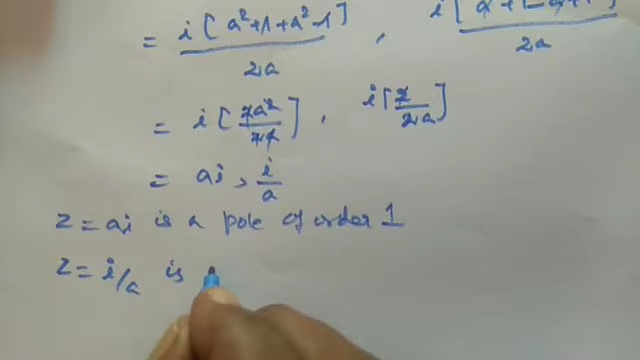 = i[a²+1+a²-1] / 2a , i[a²+1-a²+1] / 2a
= i[2a²/2a], i[2/2a]
= ai, i/a
z = ai is a pole of order 1
z = i/a is